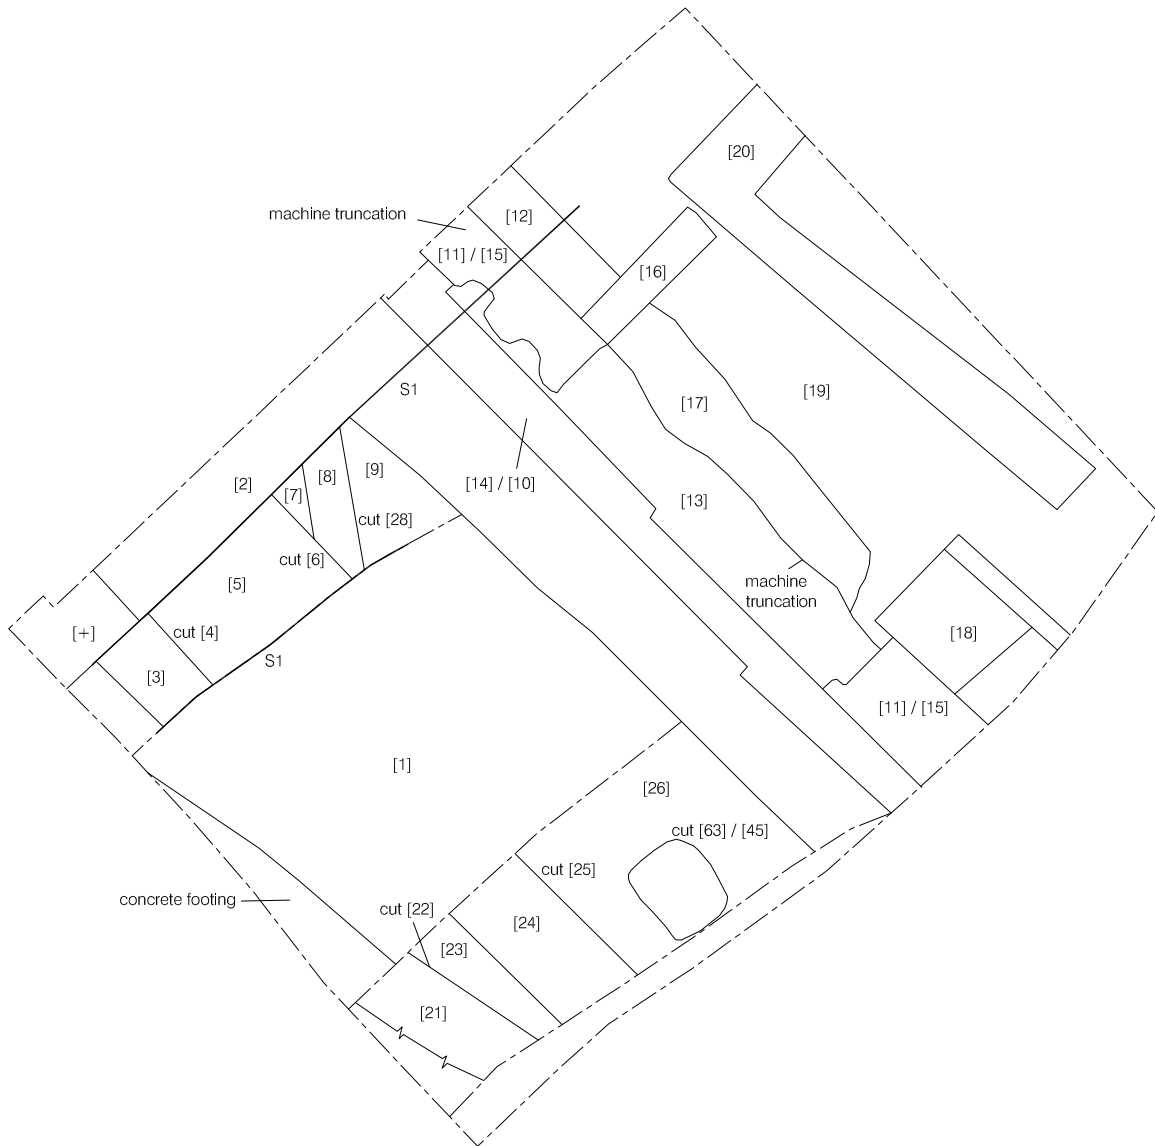 [20]
machine truncation
[12]
[11] / [15]
[16]
S1
[19]
[17]
[9]
[8]
[2]
[7]
[14] / [10]
[13]
cut [28]
cut [6]
[5]
machine
truncation
[+]
cut [4]
[18]
S1
[3]
[11] / [15]
[1]
[26]
cut [63] / [45]
cut [25]
concrete footing
cut [22]
[24]
[23]
[21]